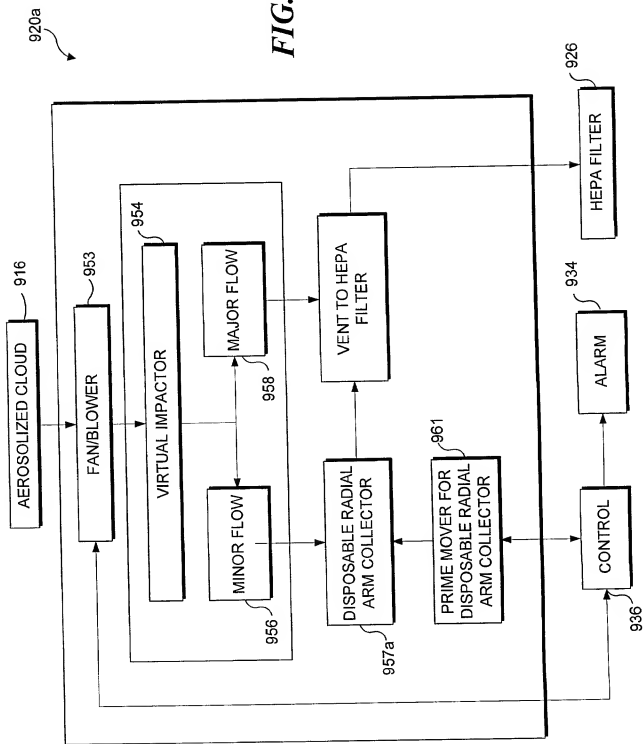 920a
FIG.
AEROSOLIZED CLOUD
916
FAN/BLOWER
953
VIRTUAL IMPACTOR
954
MINOR FLOW
956
MAJOR FLOW
958
DISPOSABLE RADIAL
ARM COLLECTOR
957a
VENT TO HEPA
FILTER
PRIME MOVER FOR
DISPOSABLE RADIAL
ARM COLLECTOR
961
CONTROL
936
ALARM
934
HEPA FILTER
926